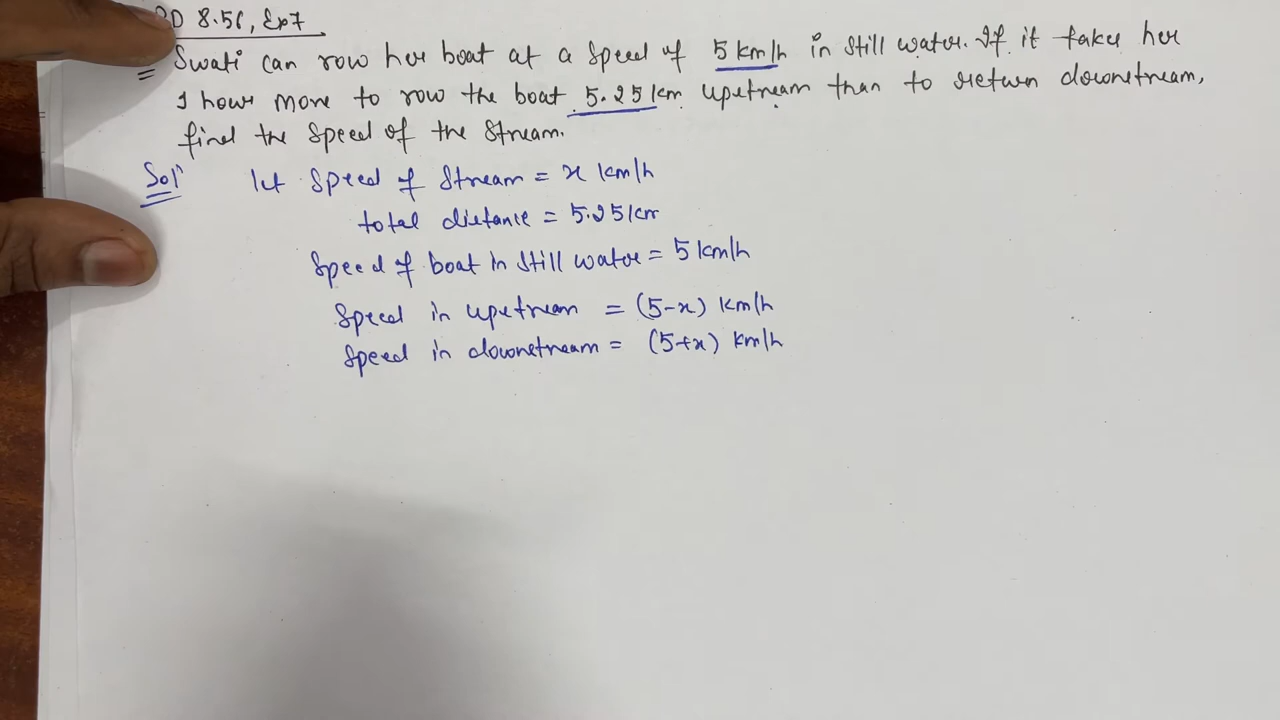 RD 8.58, Ex07
Swati can row her boat at a speed of 5 km/h in still water. If it takes her
1 hour more to row the boat 5.25 km upstream than to return downstream,
find the speed of the stream.
Sol' let speed of stream = x km/h
total distance = 5.25 km
speed of boat in still water = 5 km/h
speed in upstream = (5-x) km/h
speed in downstream = (5+x) km/h